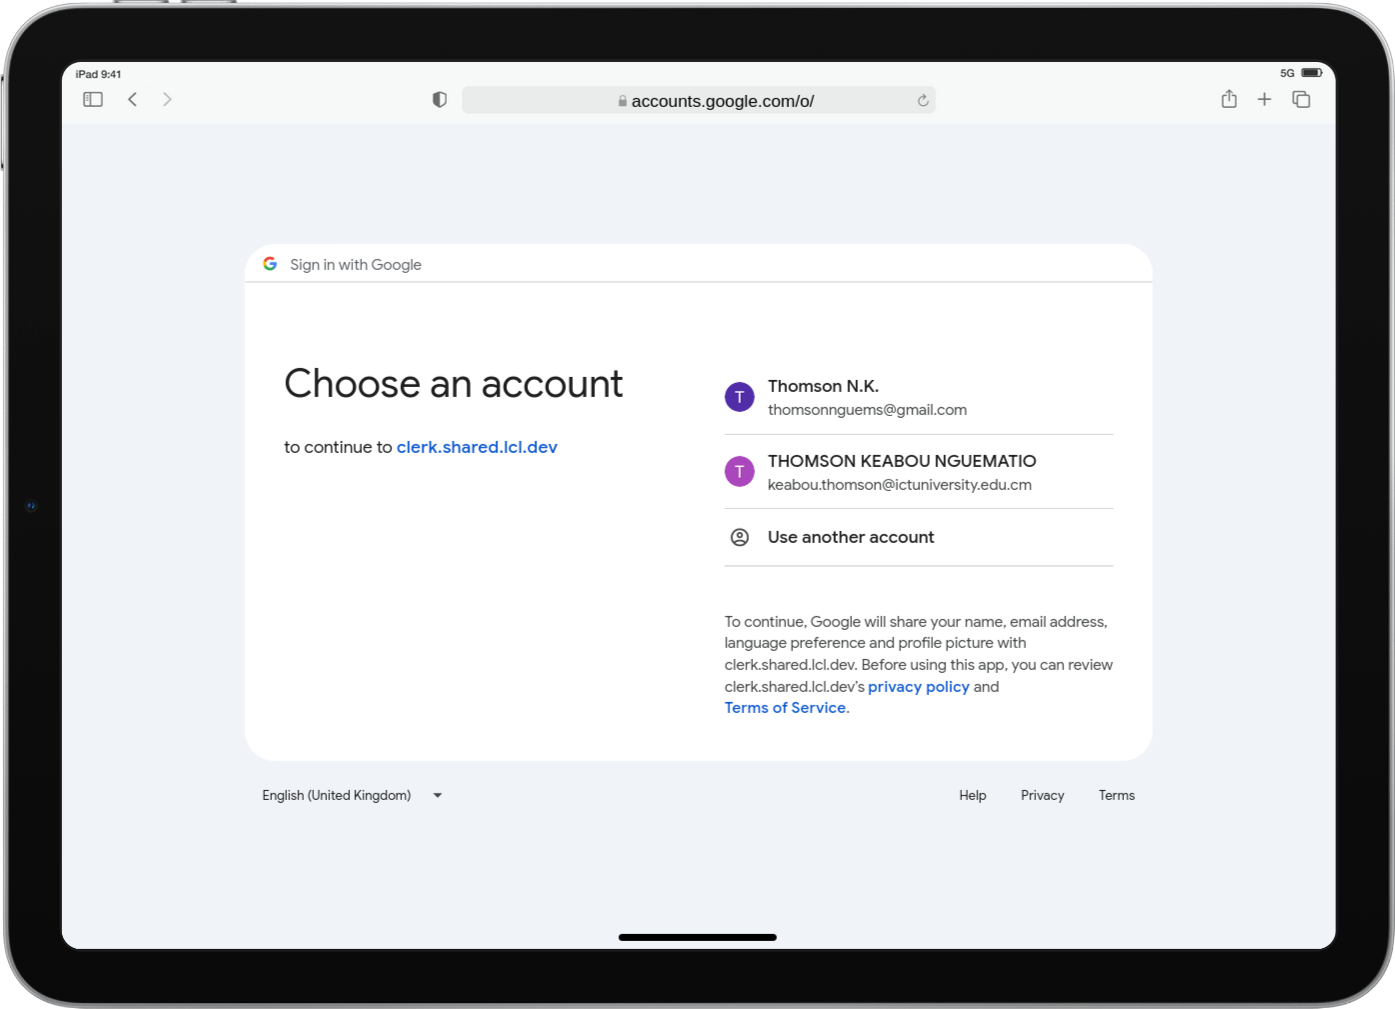 iPad 9:41
5G
accounts.google.com/o/
Sign in with Google
Choose an account
to continue to clerk.shared.lcl.dev
T
Thomson N.K.
thomsonnguems@gmail.com
T
THOMSON KEABOU NGUEMATIO
keabou.thomson@ictuniversity.edu.cm
Use another account
To continue, Google will share your name, email address,
language preference and profile picture with
clerk.shared.lcl.dev. Before using this app, you can review
clerk.shared.lcl.dev’s privacy policy and
Terms of Service.
English (United Kingdom)
Help
Privacy
Terms